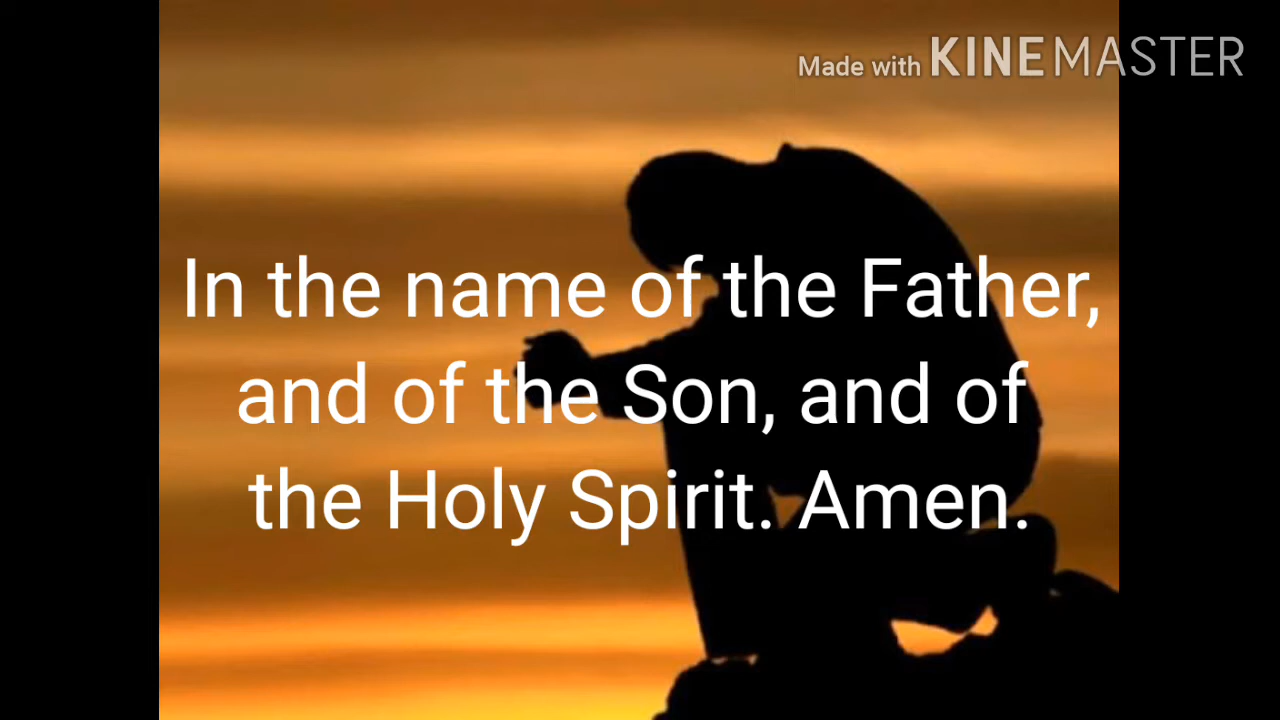 Made with KINEMASTER
In the name of the Father,
and of the Son, and of
the Holy Spirit. Amen.